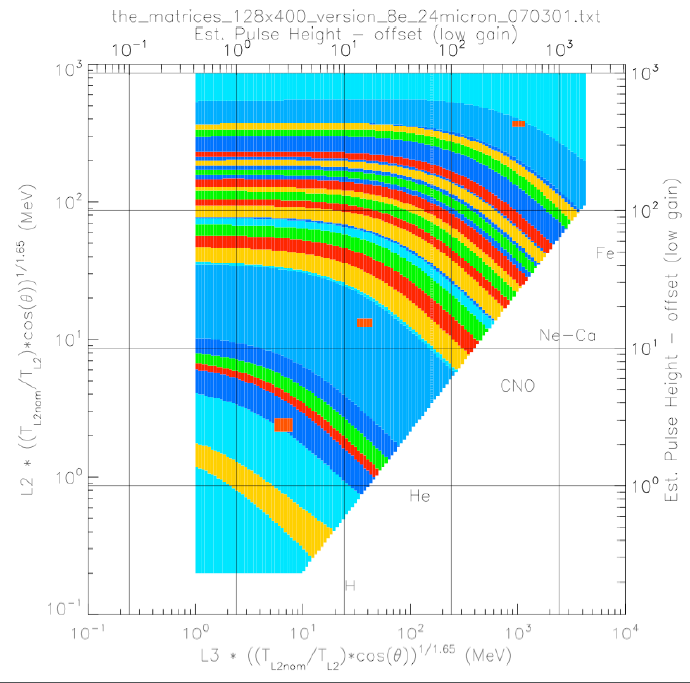 the_matrices_128x400_version_8e_24micron_070301.txt
Est. Pulse Height − offset (low gain)
10⁻¹ 10⁰ 10¹ 10² 10³
10³ 10³
10² 10²
10¹ 10¹
10⁰ 10⁰
10⁻¹
L2 * ((T_L2nom/T_L2)*cos(θ))^1/1.65 (MeV)
Est. Pulse Height − offset (low gain)
Fe
Ne−Ca
CNO
He
H
10⁻¹ 10⁰ 10¹ 10² 10³ 10⁴
L3 * ((T_L2nom/T_L2)*cos(θ))^1/1.65 (MeV)